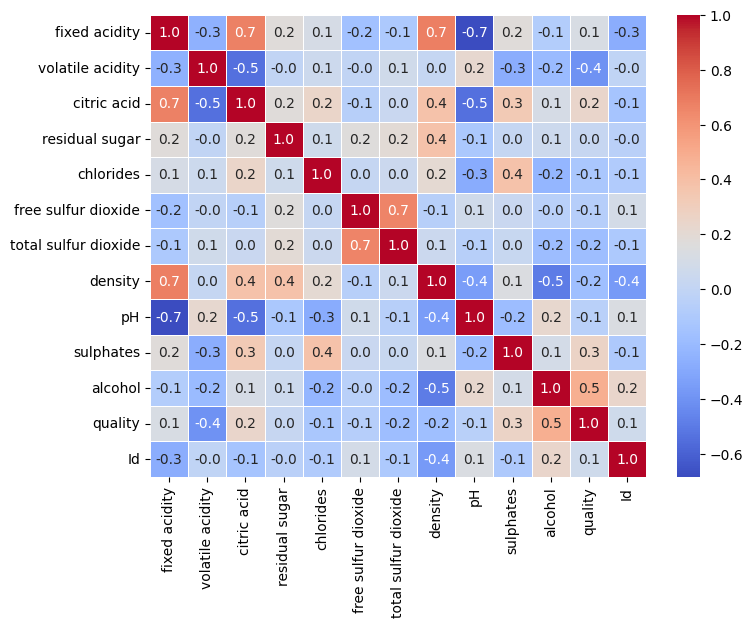 fixed acidity 1.0 -0.3 0.7 0.2 0.1 -0.2 -0.1 0.7 -0.7 0.2 -0.1 0.1 -0.3
volatile acidity -0.3 1.0 -0.5 -0.0 0.1 -0.0 0.1 0.0 0.2 -0.3 -0.2 -0.4 -0.0
citric acid 0.7 -0.5 1.0 0.2 0.2 -0.1 0.0 0.4 -0.5 0.3 0.1 0.2 -0.1
residual sugar 0.2 -0.0 0.2 1.0 0.1 0.2 0.2 0.4 -0.1 0.0 0.1 0.0 -0.0
chlorides 0.1 0.1 0.2 0.1 1.0 0.0 0.0 0.2 -0.3 0.4 -0.2 -0.1 -0.1
free sulfur dioxide -0.2 -0.0 -0.1 0.2 0.0 1.0 0.7 -0.1 0.1 0.0 -0.0 -0.1 0.1
total sulfur dioxide -0.1 0.1 0.0 0.2 0.0 0.7 1.0 0.1 -0.1 0.0 -0.2 -0.2 -0.1
density 0.7 0.0 0.4 0.4 0.2 -0.1 0.1 1.0 -0.4 0.1 -0.5 -0.2 -0.4
pH -0.7 0.2 -0.5 -0.1 -0.3 0.1 -0.1 -0.4 1.0 -0.2 0.2 -0.1 0.1
sulphates 0.2 -0.3 0.3 0.0 0.4 0.0 0.0 0.1 -0.2 1.0 0.1 0.3 -0.1
alcohol -0.1 -0.2 0.1 0.1 -0.2 -0.0 -0.2 -0.5 0.2 0.1 1.0 0.5 0.2
quality 0.1 -0.4 0.2 0.0 -0.1 -0.1 -0.2 -0.2 -0.1 0.3 0.5 1.0 0.1
Id -0.3 -0.0 -0.1 -0.0 -0.1 0.1 -0.1 -0.4 0.1 -0.1 0.2 0.1 1.0
fixed acidity
volatile acidity
citric acid
residual sugar
chlorides
free sulfur dioxide
total sulfur dioxide
density
pH
sulphates
alcohol
quality
Id
1.0
0.8
0.6
0.4
0.2
0.0
-0.2
-0.4
-0.6